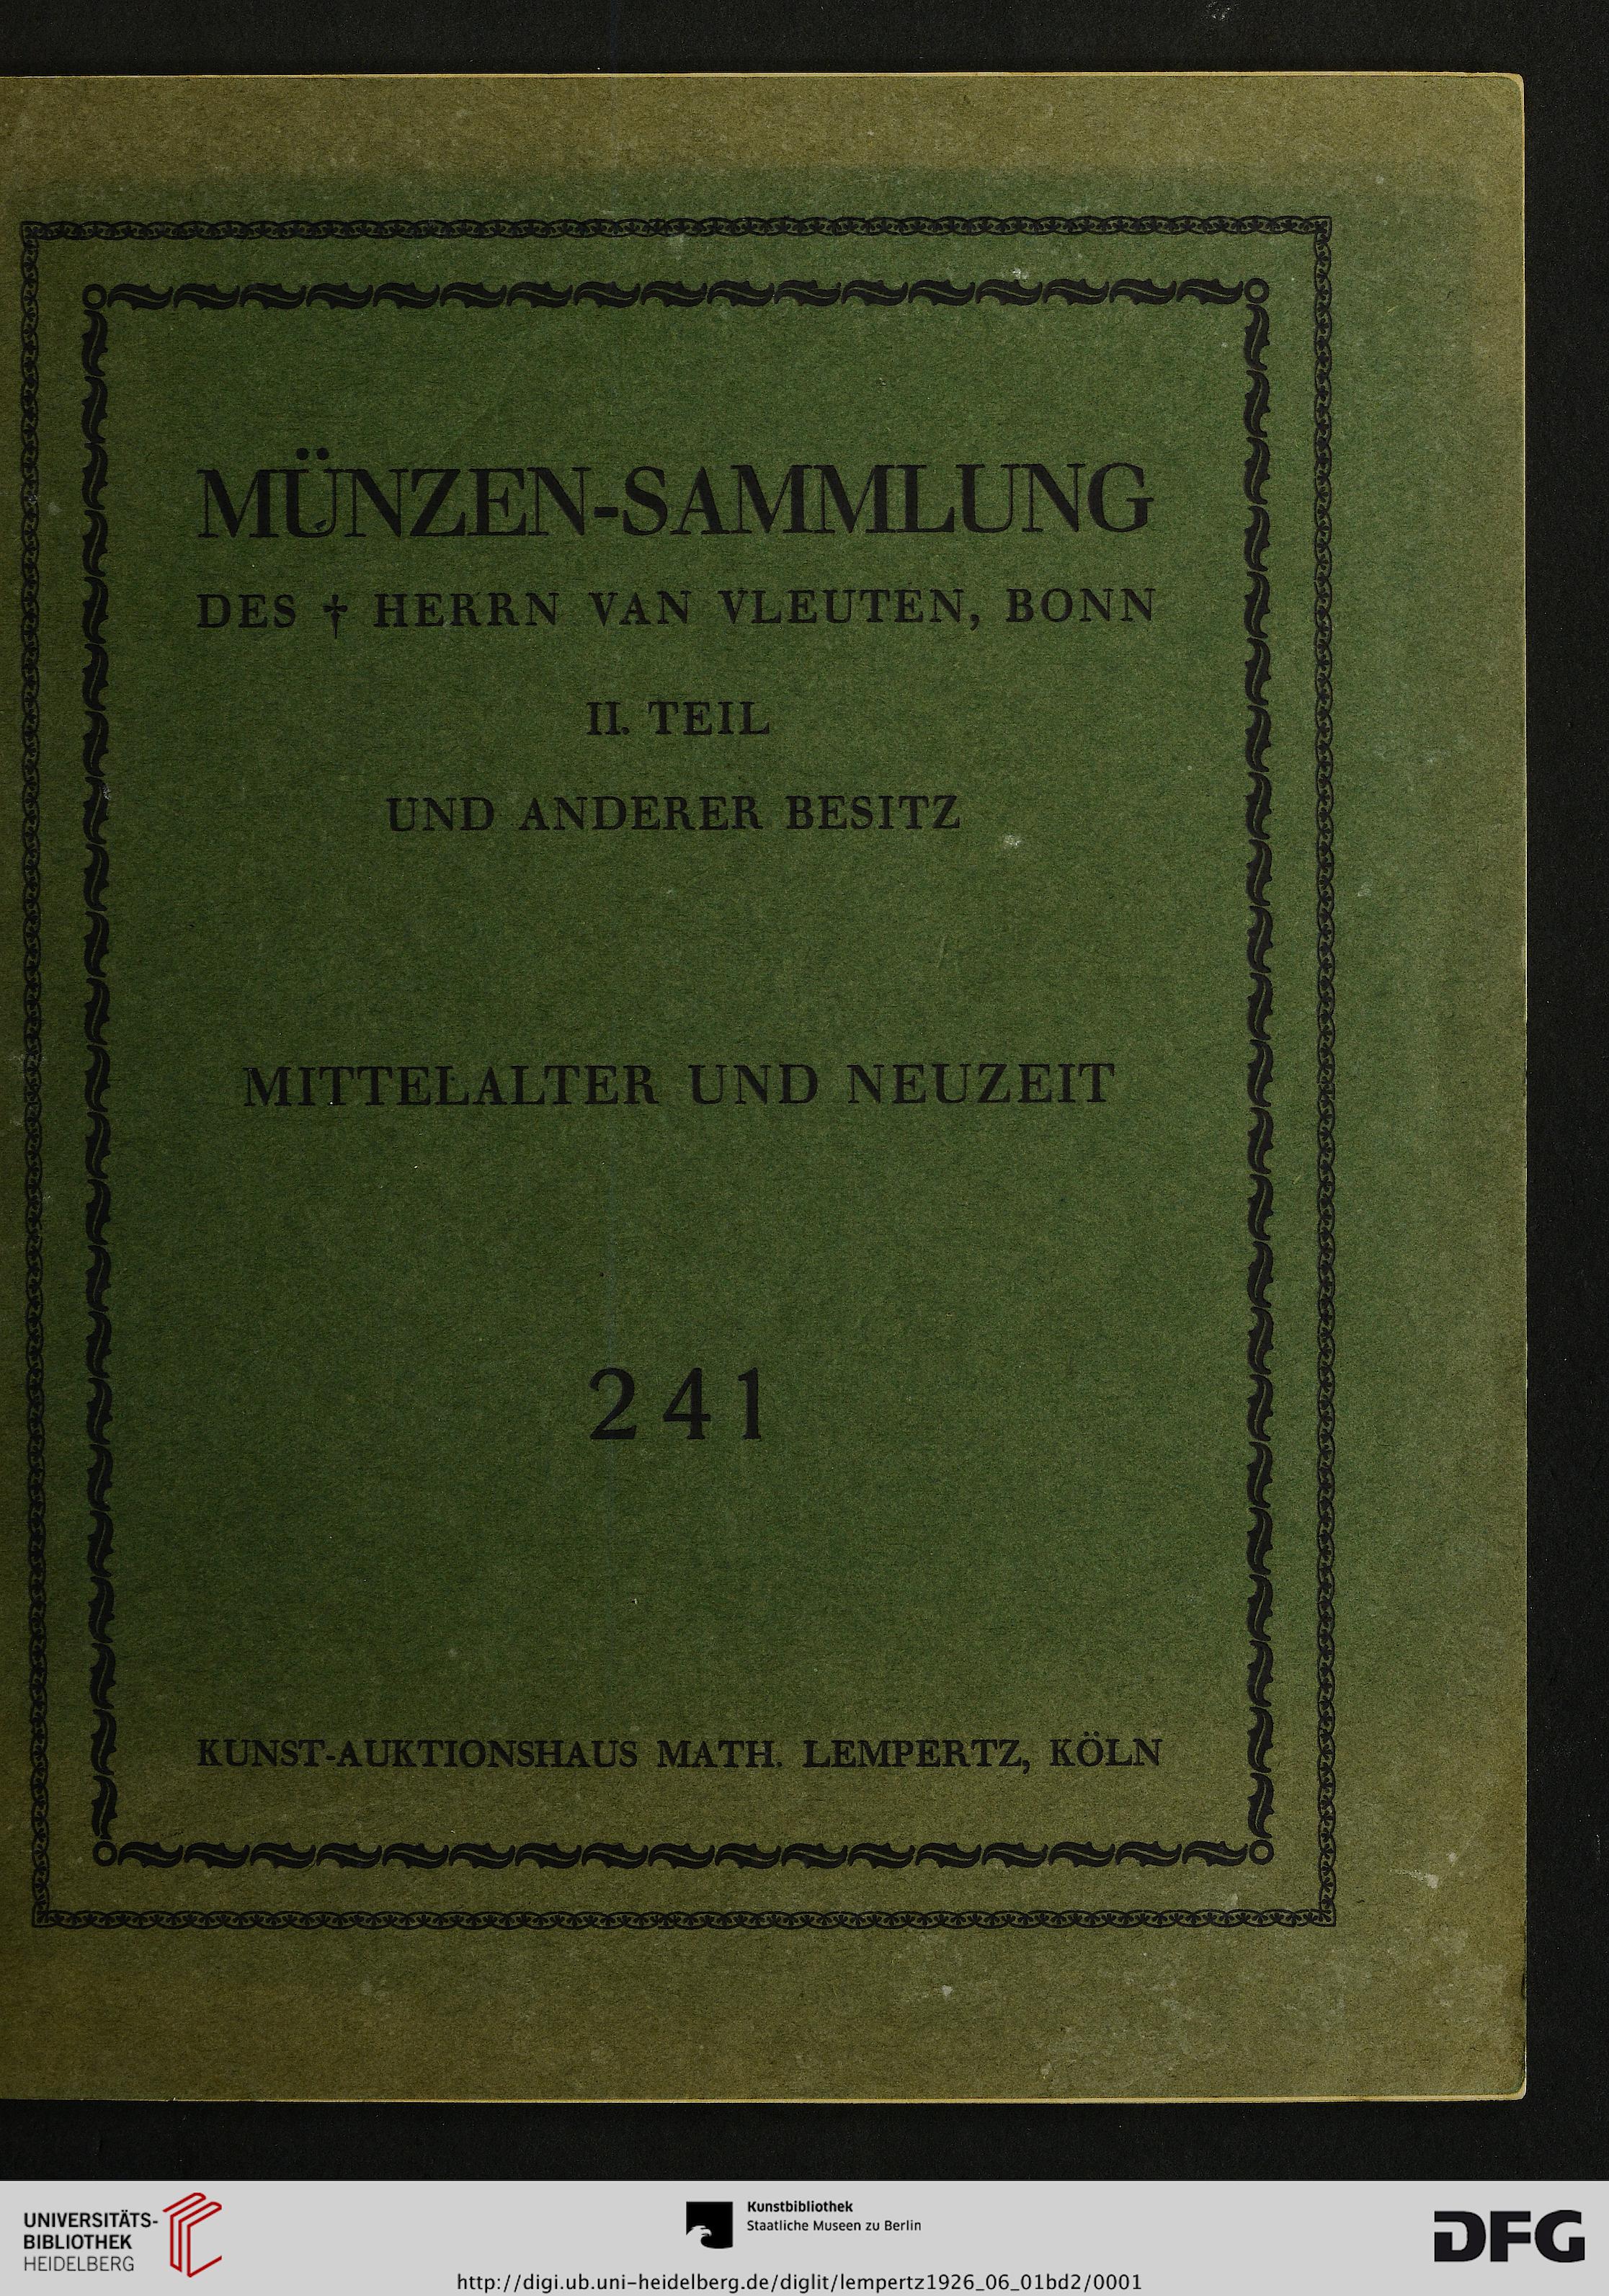 MÜNZEN-SAMMLUNG
DES † HERRN VAN VLEUTEN, BONN
II. TEIL
UND ANDERER BESITZ
MITTELALTER UND NEUZEIT
241
KUNST-AUKTIONSHAUS MATH. LEMPERTZ, KÖLN
UNIVERSITÄTS-
BIBLIOTHEK
HEIDELBERG
Kunstbibliothek
Staatliche Museen zu Berlin
DFG
http://digi.ub.uni-heidelberg.de/diglit/lempertz1926_06_01bd2/0001